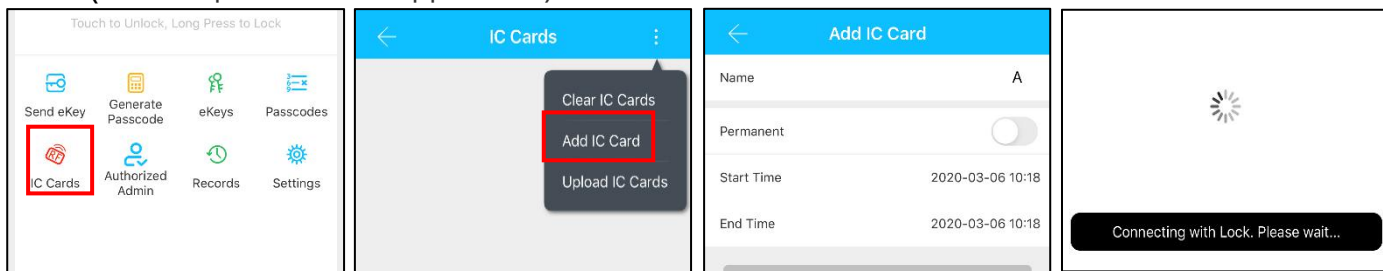 Touch to Unlock, Long Press to Lock
Send eKey
Generate
Passcode
eKeys
Passcodes
IC Cards
Authorized
Admin
Records
Settings
IC Cards
Clear IC Cards
Add IC Card
Upload IC Cards
Add IC Card
Name A
Permanent
Start Time 2020-03-06 10:18
End Time 2020-03-06 10:18
Connecting with Lock. Please wait...